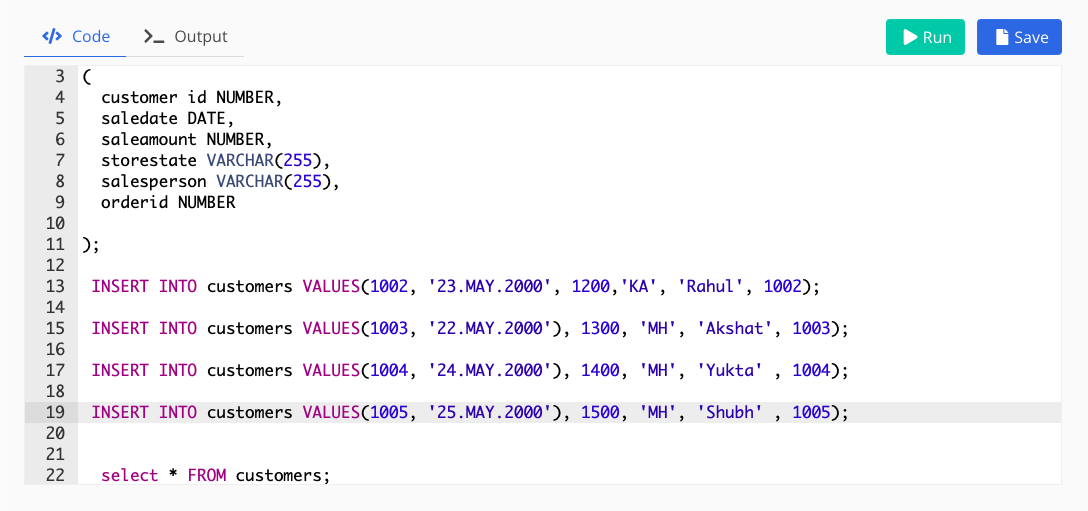 Code Output Run Save
3 (
4 customer id NUMBER,
5 saledate DATE,
6 saleamount NUMBER,
7 storestate VARCHAR(255),
8 salesperson VARCHAR(255),
9 orderid NUMBER
10
11 );
12
13 INSERT INTO customers VALUES(1002, '23.MAY.2000', 1200,'KA', 'Rahul', 1002);
14
15 INSERT INTO customers VALUES(1003, '22.MAY.2000'), 1300, 'MH', 'Akshat', 1003);
16
17 INSERT INTO customers VALUES(1004, '24.MAY.2000'), 1400, 'MH', 'Yukta' , 1004);
18
19 INSERT INTO customers VALUES(1005, '25.MAY.2000'), 1500, 'MH', 'Shubh' , 1005);
20
21
22 select * FROM customers;